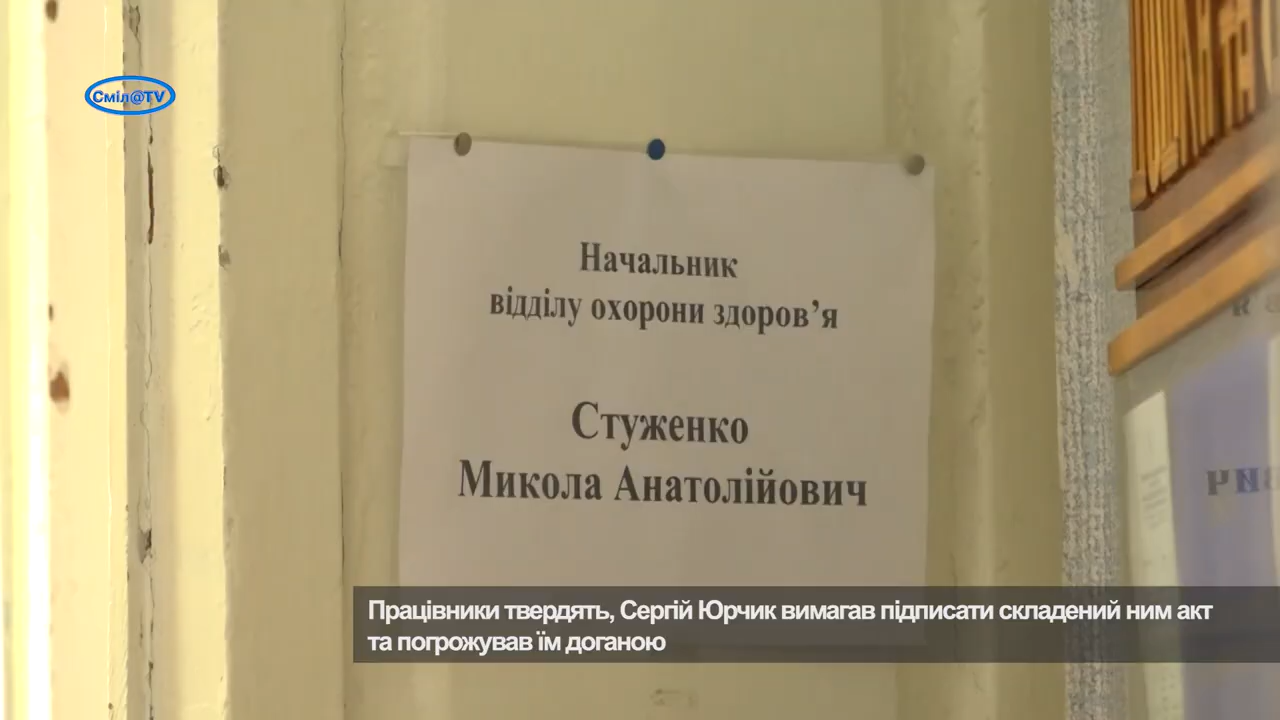 Сміл@TV
Начальник
відділу охорони здоров’я
Стуженко
Микола Анатолійович
Працівники твердять, Сергій Юрчик вимагав підписати складений ним акт
та погрожував їм доганою